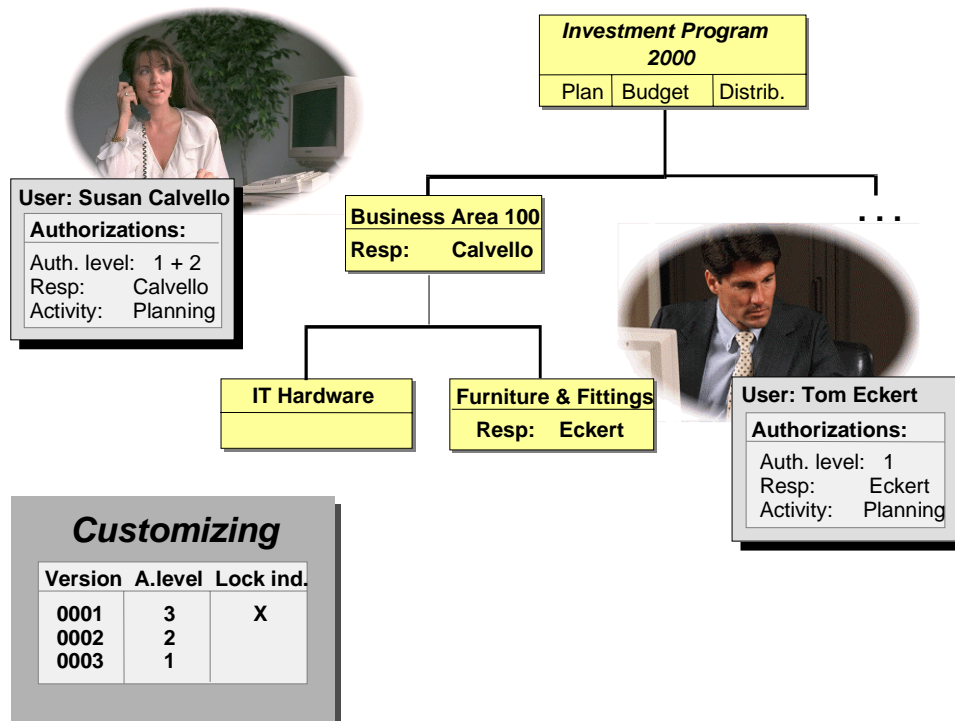 Investment Program
2000
Plan Budget Distrib.
User: Susan Calvello
Authorizations:
Auth. level: 1 + 2
Resp: Calvello
Activity: Planning
Business Area 100
Resp: Calvello
. . .
IT Hardware
Furniture & Fittings
Resp: Eckert
User: Tom Eckert
Authorizations:
Auth. level: 1
Resp: Eckert
Activity: Planning
Customizing
Version A.level Lock ind.
0001 3 X
0002 2
0003 1